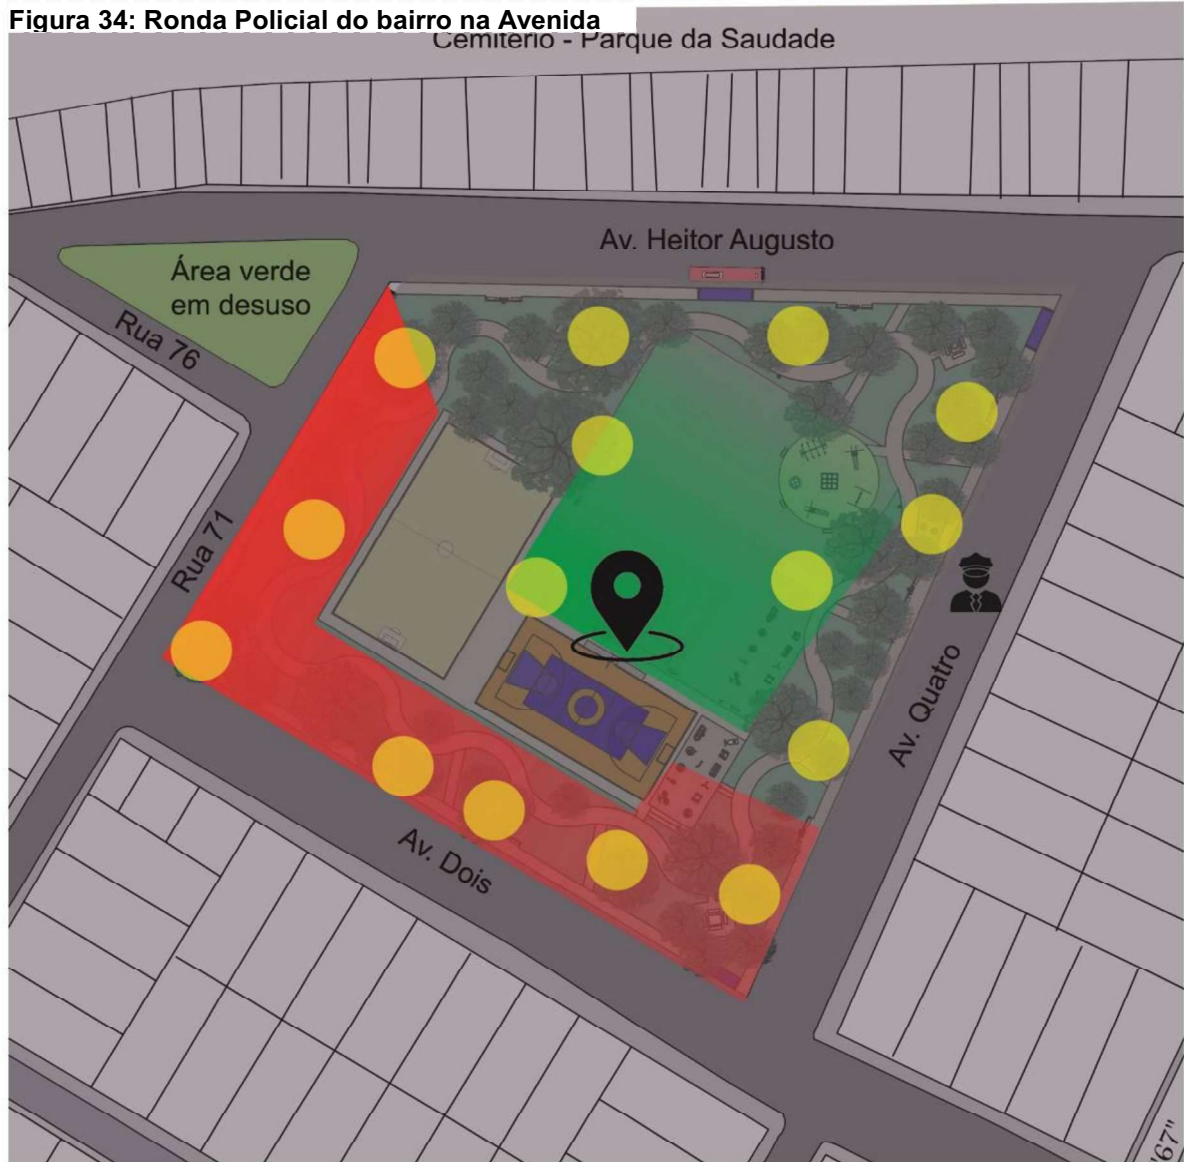 Figura 34: Ronda Policial do bairro na Avenida
Cemitério - Parque da Saudade
Av. Heitor Augusto
Área verde
em desuso
Rua 76
Rua 71
Av. Quatro
Av. Dois
'67"